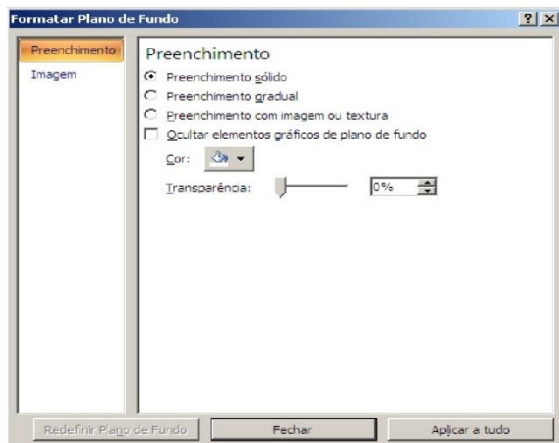 Formatar Plano de Fundo
Preenchimento
Imagem
Preenchimento
Preenchimento sólido
Preenchimento gradual
Preenchimento com imagem ou textura
Ocultar elementos gráficos de plano de fundo
Cor:
Transparência: 0%
Redefinir Plano de Fundo Fechar Aplicar a tudo